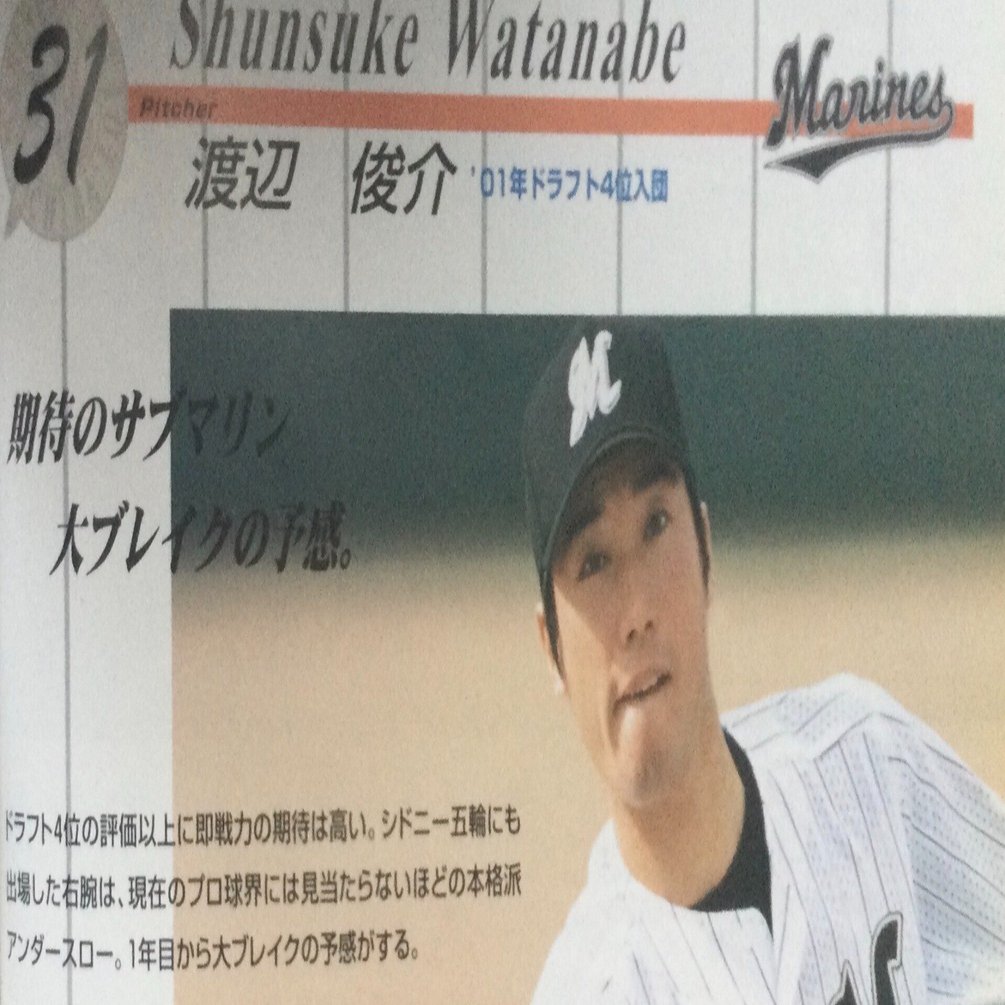 31
Shunsuke Watanabe
Pitcher
Marines
渡辺 俊介 '01年ドラフト4位入団
M
期待のサブマリン
大ブレイクの予感。
ドラフト4位の評価以上に即戦力の期待は高い。シドニー五輪にも
出場した右腕は、現在のプロ球界には見当たらないほどの本格派
アンダースロー。1年目から大ブレイクの予感がする。